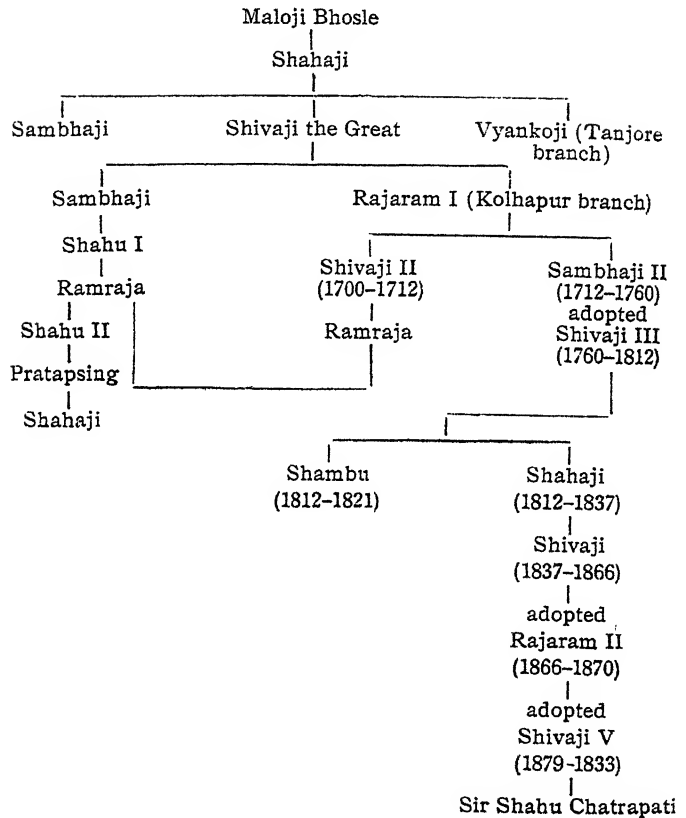 Maloji Bhosle
Shahaji
Sambhaji
Shivaji the Great
Vyankoji (Tanjore
branch)
Sambhaji
Rajaram I (Kolhapur branch)
Shahu I
Ramraja
Shahu II
Pratapsing
Shahaji
Shivaji II
(1700–1712)
Ramraja
Sambhaji II
(1712–1760)
adopted
Shivaji III
(1760–1812)
Shambu
(1812–1821)
Shahaji
(1812–1837)
Shivaji
(1837–1866)
adopted
Rajaram II
(1866–1870)
adopted
Shivaji V
(1879–1833)
Sir Shahu Chatrapati